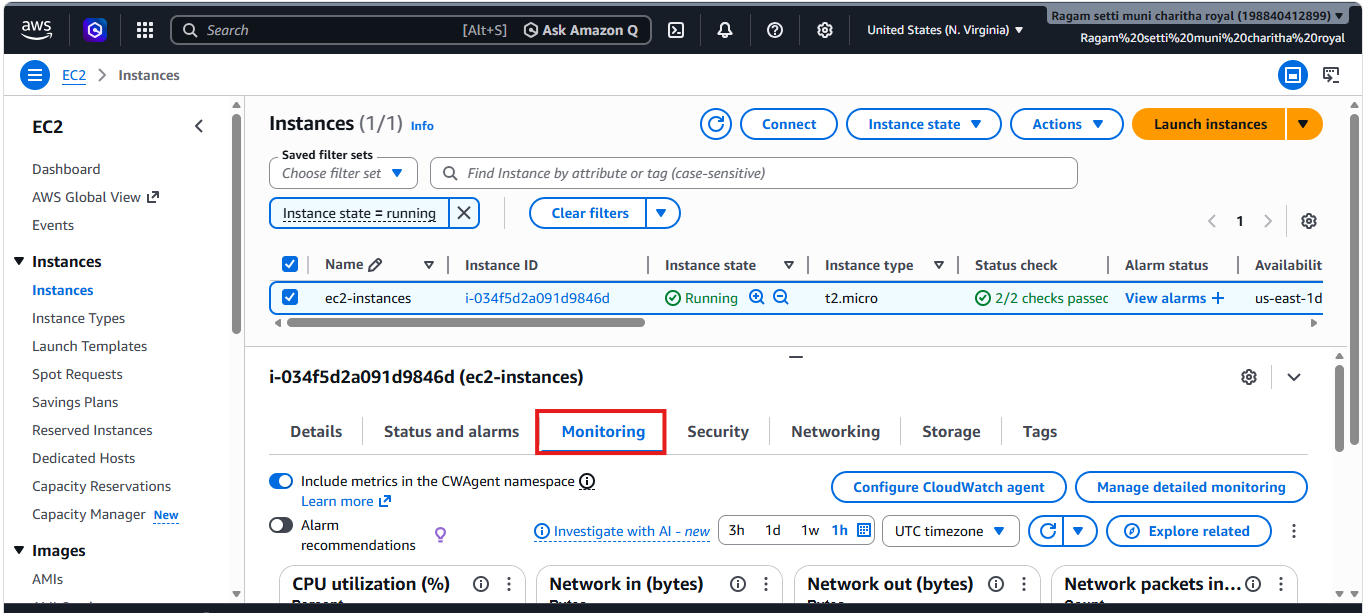 aws
Search [Alt+S] Ask Amazon Q United States (N. Virginia) ▼ Ragam setti muni charitha royal (198840412899) ▼
Ragam%20setti%20muni%20charitha%20royal
EC2 > Instances
EC2
Dashboard
AWS Global View
Events
Instances
Instances
Instance Types
Launch Templates
Spot Requests
Savings Plans
Reserved Instances
Dedicated Hosts
Capacity Reservations
Capacity Manager New
Images
AMIs
Instances (1/1) Info
Connect Instance state ▼ Actions ▼ Launch instances ▼
Saved filter sets
Choose filter set ▼ Find Instance by attribute or tag (case-sensitive)
Instance state = running Clear filters ▼
< 1 >
Name Instance ID Instance state Instance type Status check Alarm status Availabilit
ec2-instances i-034f5d2a091d9846d Running t2.micro 2/2 checks passec View alarms + us-east-1d
i-034f5d2a091d9846d (ec2-instances)
Details Status and alarms Monitoring Security Networking Storage Tags
Include metrics in the CWAgent namespace
Learn more
Configure CloudWatch agent Manage detailed monitoring
Alarm
recommendations
Investigate with AI - new 3h 1d 1w 1h UTC timezone ▼ Explore related
CPU utilization (%) Network in (bytes) Network out (bytes) Network packets in...